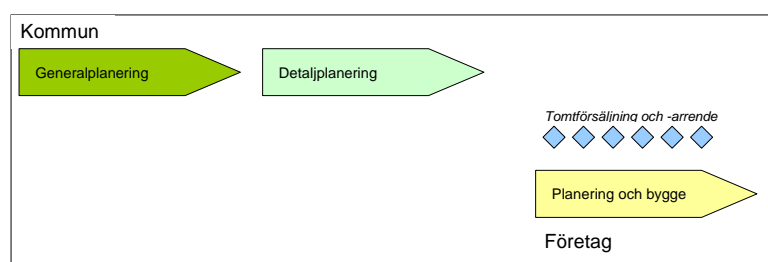 Kommun
Generalplanering
Detaljplanering
Tomtförsäljning och -arrende
Planering och bygge
Företag